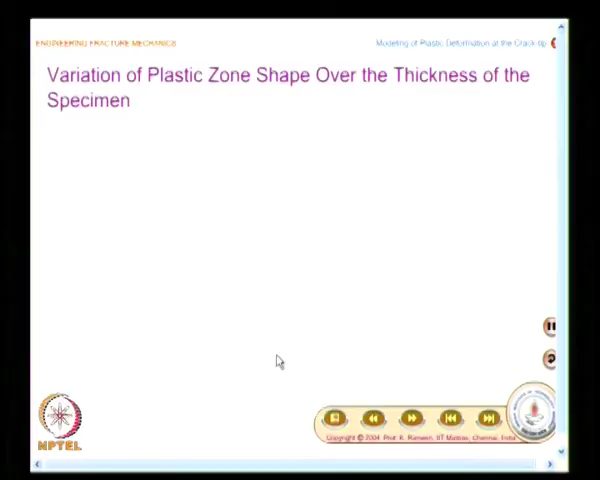 ENGINEERING FRACTURE MECHANICS
Modeling of Plastic Deformation at the Crack-tip
Variation of Plastic Zone Shape Over the Thickness of the
Specimen
NPTEL
Copyright © 2004 Prof. K. Ramesh, IIT Madras, Chennai, India